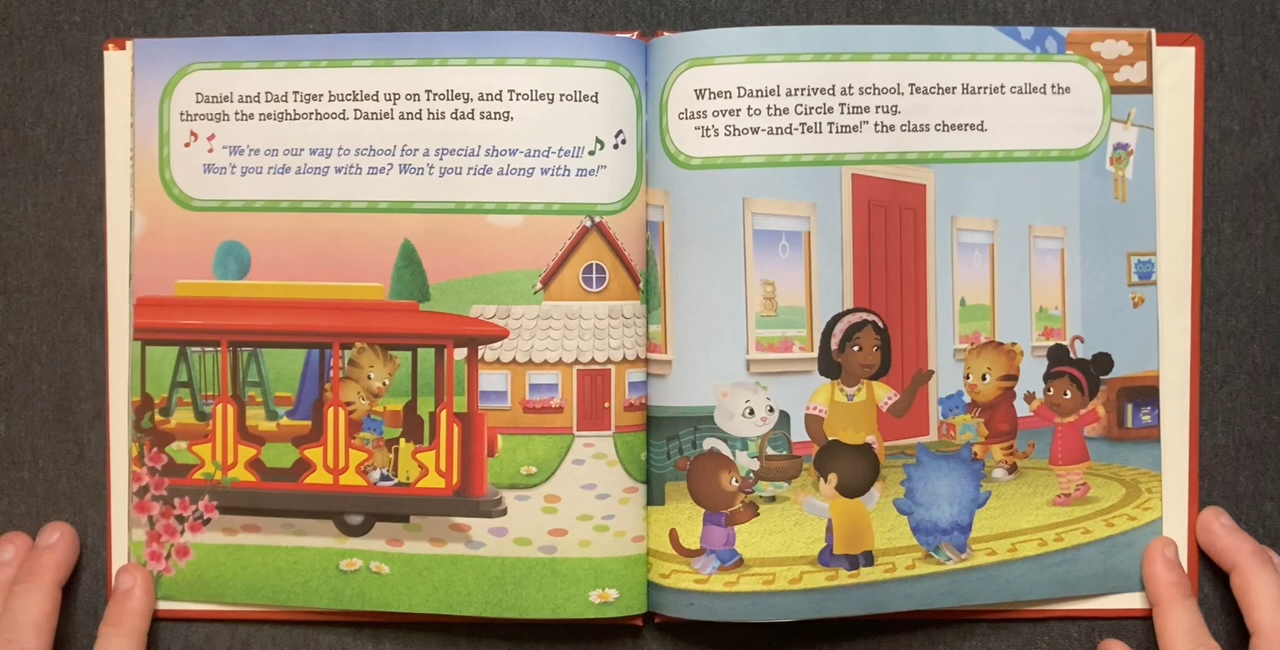 Daniel and Dad Tiger buckled up on Trolley, and Trolley rolled
through the neighborhood. Daniel and his dad sang,
“We’re on our way to school for a special show-and-tell!
Won’t you ride along with me? Won’t you ride along with me!”
When Daniel arrived at school, Teacher Harriet called the
class over to the Circle Time rug.
“It’s Show-and-Tell Time!” the class cheered.